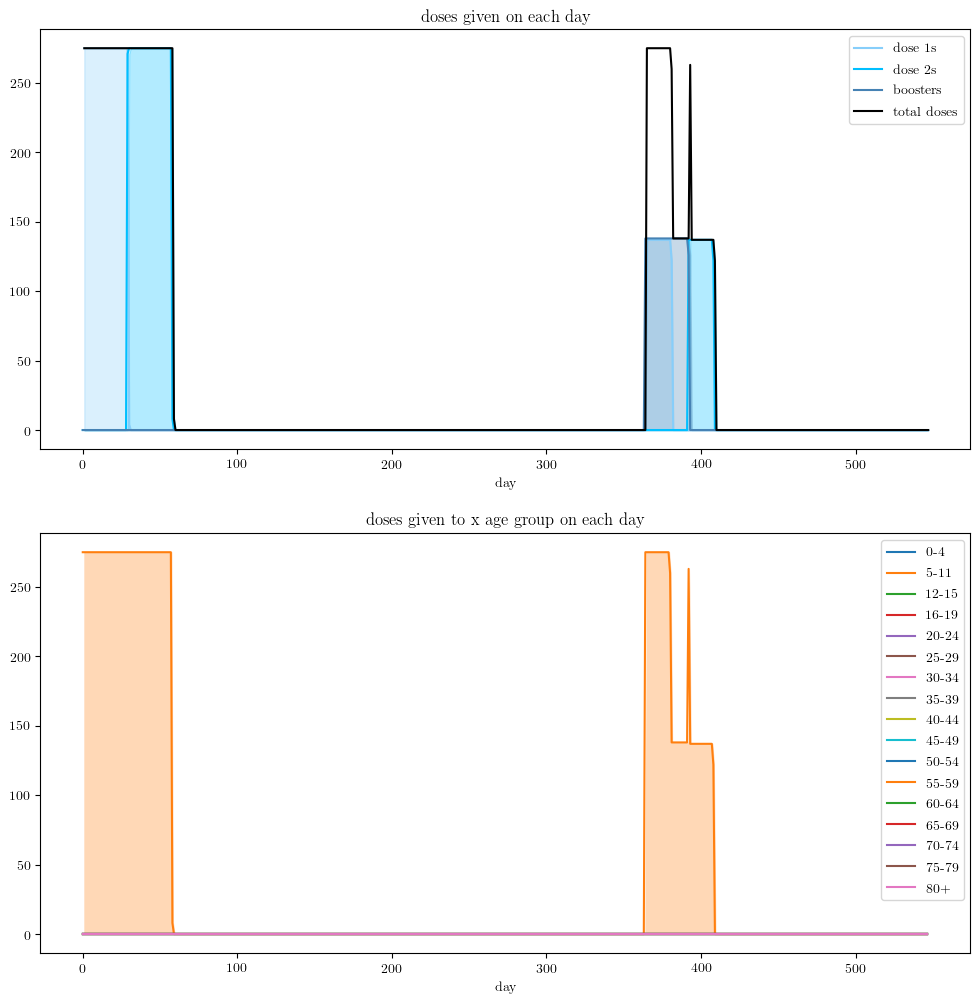 doses given on each day
dose 1s
dose 2s
boosters
total doses
250
200
150
100
50
0
0 100 200 300 400 500
day
doses given to x age group on each day
0-4
5-11
12-15
16-19
20-24
25-29
30-34
35-39
40-44
45-49
50-54
55-59
60-64
65-69
70-74
75-79
80+
250
200
150
100
50
0
0 100 200 300 400 500
day